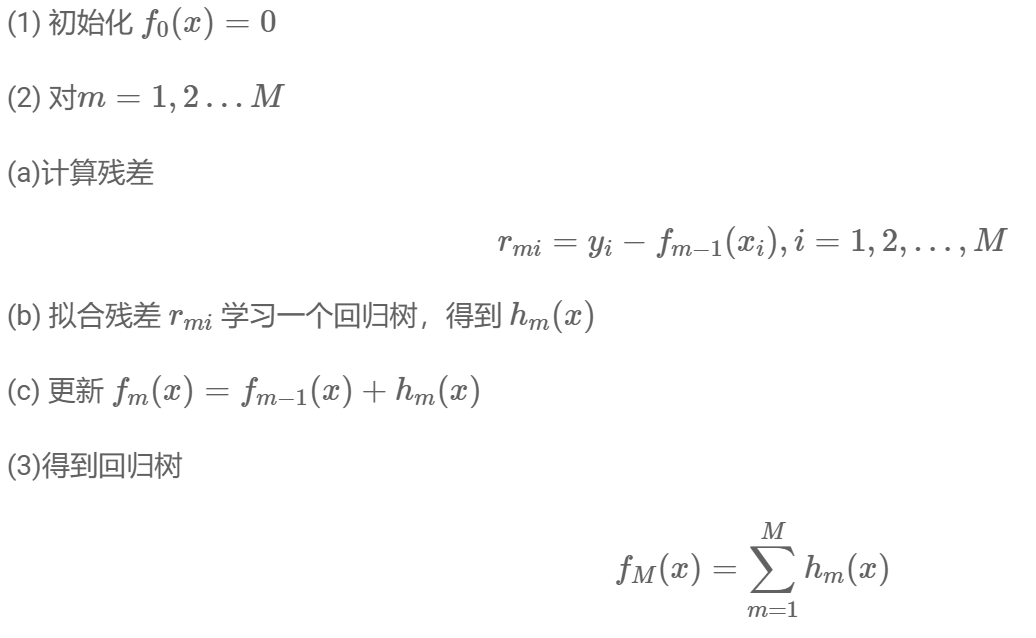 (1) 初始化 $f_0(x) = 0$
(2) 对$m = 1, 2 \ldots M$
(a)计算残差
$r_{mi} = y_i - f_{m-1}(x_i), i = 1, 2, \ldots, M$
(b) 拟合残差 $r_{mi}$ 学习一个回归树，得到 $h_m(x)$
(c) 更新 $f_m(x) = f_{m-1}(x) + h_m(x)$
(3)得到回归树
$f_M(x) = \sum_{m=1}^{M} h_m(x)$